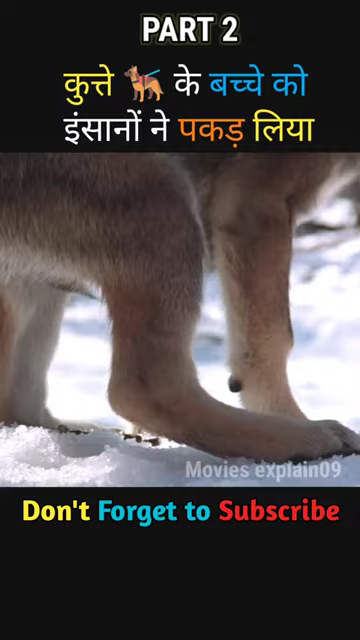 PART 2
कुत्ते 🐕‍🦺 के बच्चे को
इंसानों ने पकड़ लिया
Movies explain09
Don't Forget to Subscribe